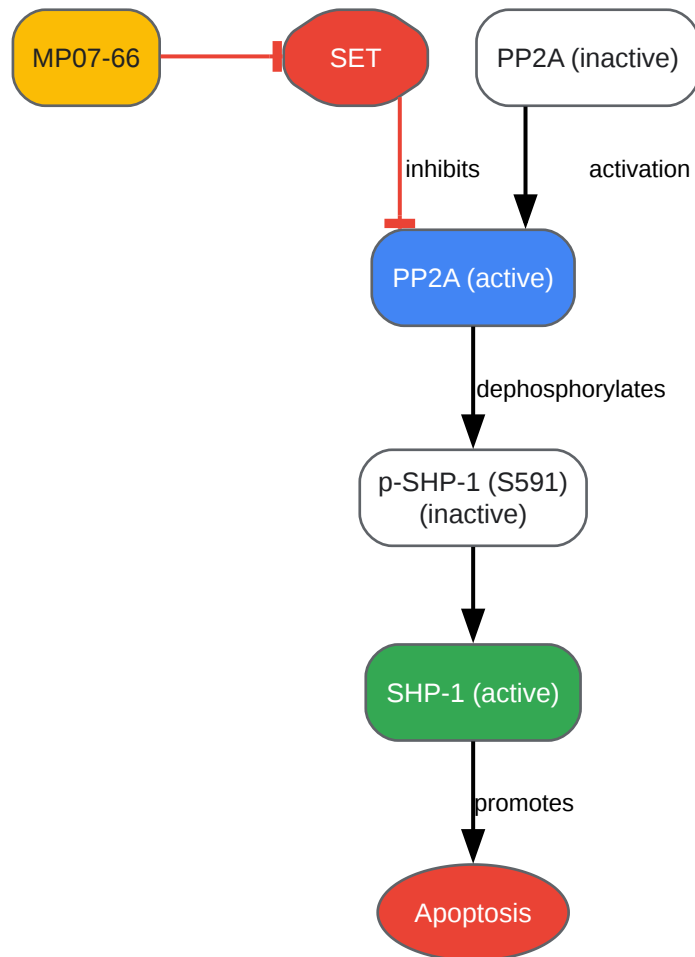 MP07-66
SET
PP2A (inactive)
inhibits
activation
PP2A (active)
dephosphorylates
p-SHP-1 (S591)
(inactive)
SHP-1 (active)
promotes
Apoptosis